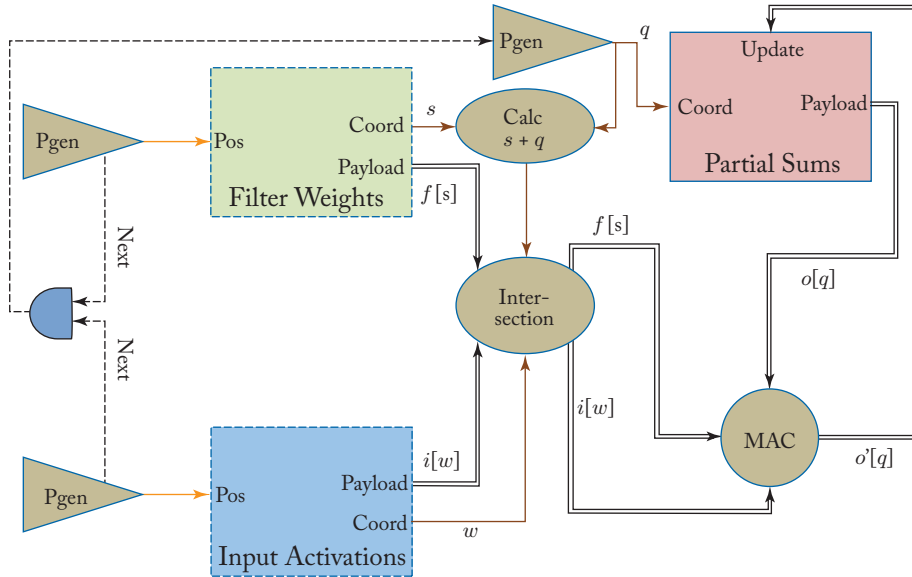 Pgen
q
Update
Coord
Payload
Partial Sums
Pgen
Pos
Coord
Payload
Filter Weights
s
Calc
s + q
f[s]
f[s]
Next
Next
Inter-
section
o[q]
i[w]
i[w]
MAC
o'[q]
Pgen
Pos
Payload
Coord
Input Activations
w